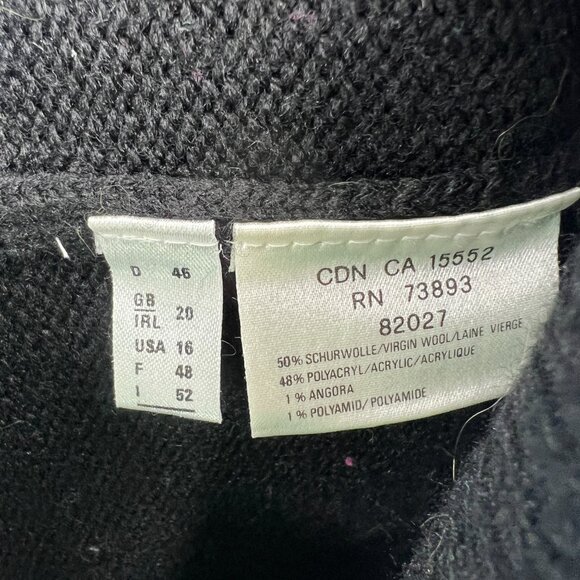 D 46
GB
IRL 20
USA 16
F 48
I 52
CDN CA 15552
RN 73893
82027
50% SCHURWOLLE/VIRGIN WOOL/LAINE VIERGE
48% POLYACRYL/ACRYLIC/ACRYLIQUE
1% ANGORA
1% POLYAMID/POLYAMIDE